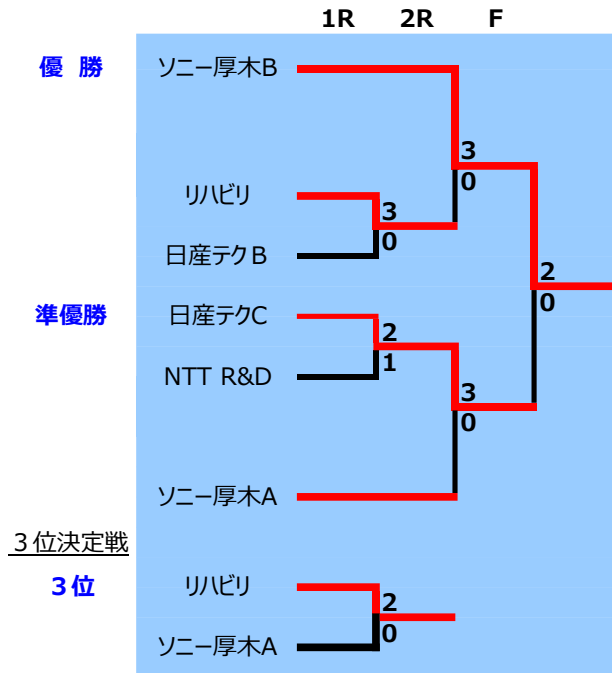 1R 2R F
優 勝 ソニー厚木B
3
0
リハビリ
3
0
日産テクB
2
0
準優勝 日産テクC
2
1
NTT R&D
3
0
ソニー厚木A
３位決定戦
３位 リハビリ
2
0
ソニー厚木A